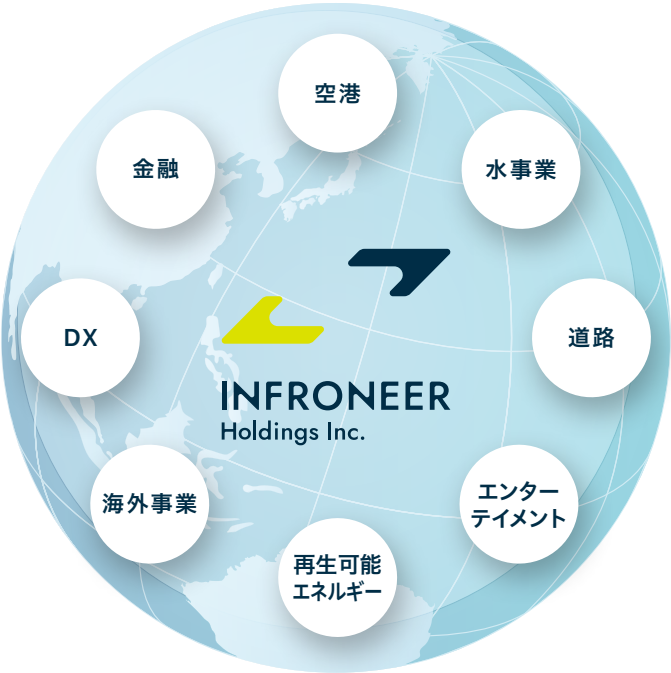 空港
金融
水事業
DX
道路
INFRONEER
Holdings Inc.
海外事業
エンター
テイメント
再生可能
エネルギー